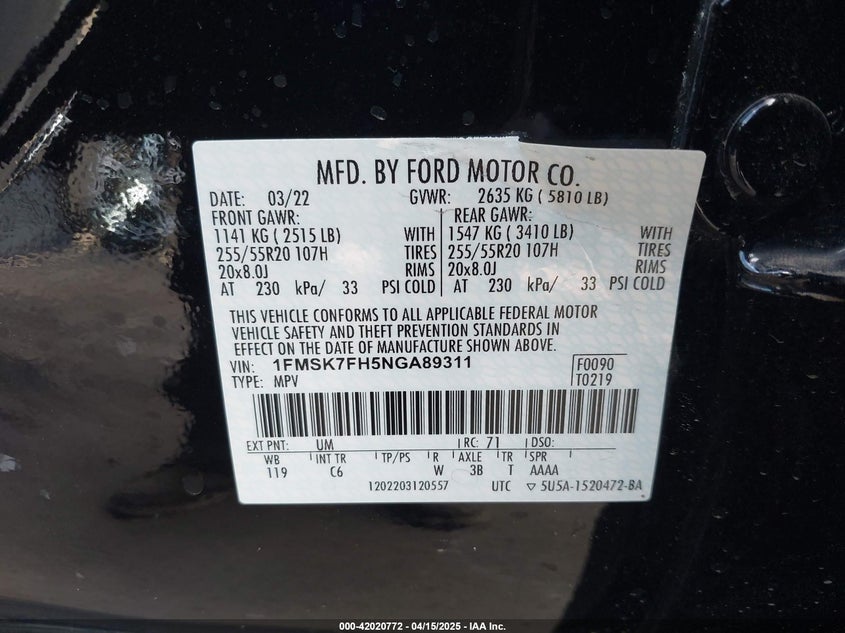 MFD. BY FORD MOTOR CO.
DATE: 03/22 GVWR: 2635 KG ( 5810 LB)
FRONT GAWR: REAR GAWR:
1141 KG ( 2515 LB) WITH 1547 KG ( 3410 LB) WITH
255/55R20 107H TIRES 255/55R20 107H TIRES
20x8.0J RIMS 20x8.0J RIMS
AT 230 kPa/ 33 PSI COLD AT 230 kPa/ 33 PSI COLD
THIS VEHICLE CONFORMS TO ALL APPLICABLE FEDERAL MOTOR
VEHICLE SAFETY AND THEFT PREVENTION STANDARDS IN
EFFECT ON THE DATE OF MANUFACTURE SHOWN ABOVE.
VIN: 1FMSK7FH5NGA89311 F0090
TYPE: MPV T0219
EXT PNT: UM RC: 71 DSO:
WB INT TR TP/PS R AXLE TR SPR
119 C6 W 3B T AAAA
1202203120557 UTC ▽ 5U5A-1520472-BA
000-42020772 - 04/15/2025 - IAA Inc.